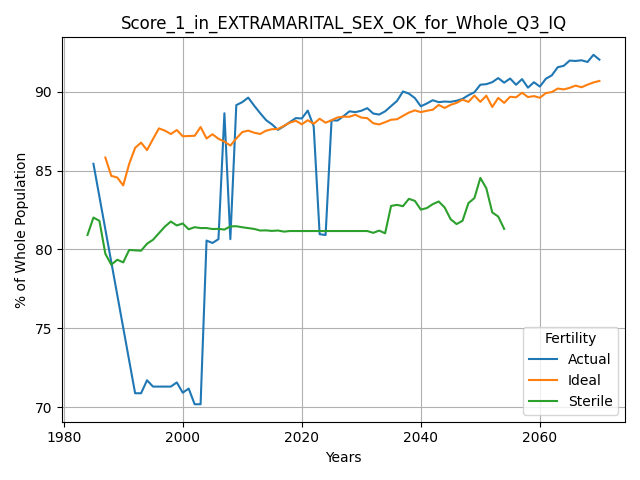 Score_1_in_EXTRAMARITAL_SEX_OK_for_Whole_Q3_IQ
% of Whole Population
90
85
80
75
70
Fertility
Actual
Ideal
Sterile
1980 2000 2020 2040 2060
Years